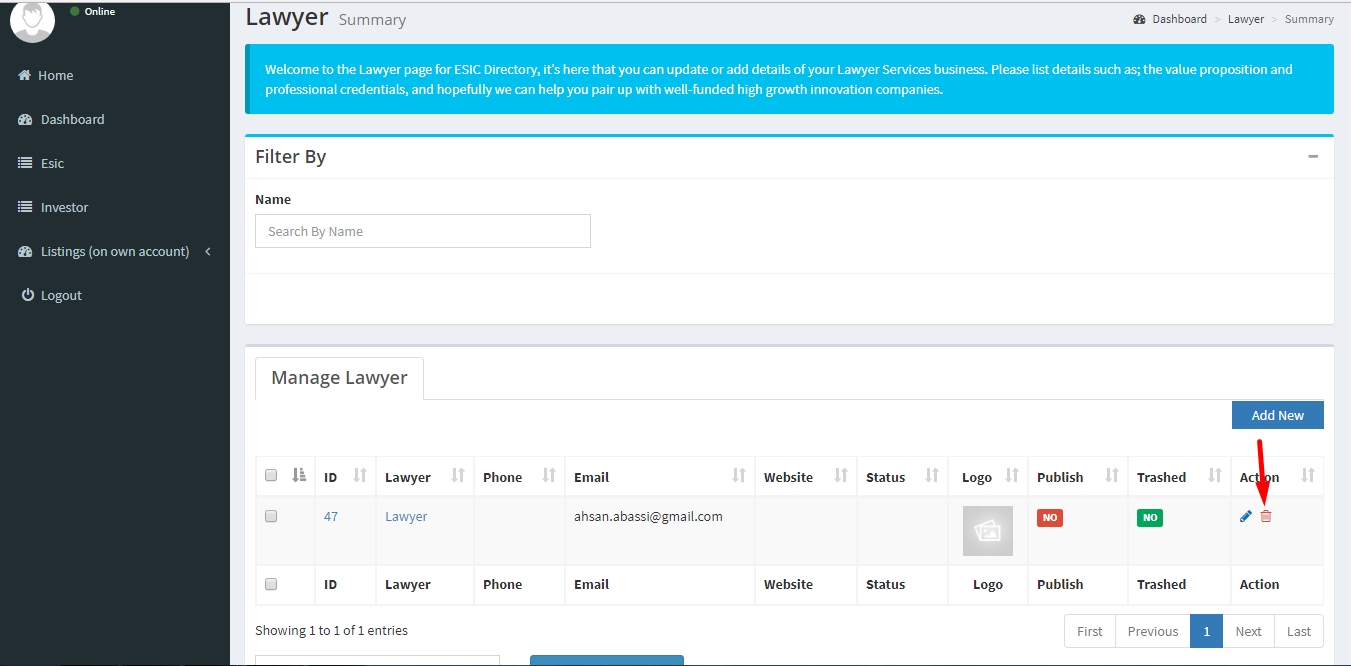 Online
Home
Dashboard
Esic
Investor
Listings (on own account)
Logout
Lawyer Summary
Dashboard > Lawyer > Summary
Welcome to the Lawyer page for ESIC Directory, it's here that you can update or add details of your Lawyer Services business. Please list details such as; the value proposition and
professional credentials, and hopefully we can help you pair up with well-funded high growth innovation companies.
Filter By
Name
Search By Name
Manage Lawyer
Add New
ID Lawyer Phone Email Website Status Logo Publish Trashed Action
47 Lawyer ahsan.abassi@gmail.com NO NO
ID Lawyer Phone Email Website Status Logo Publish Trashed Action
Showing 1 to 1 of 1 entries
First Previous 1 Next Last